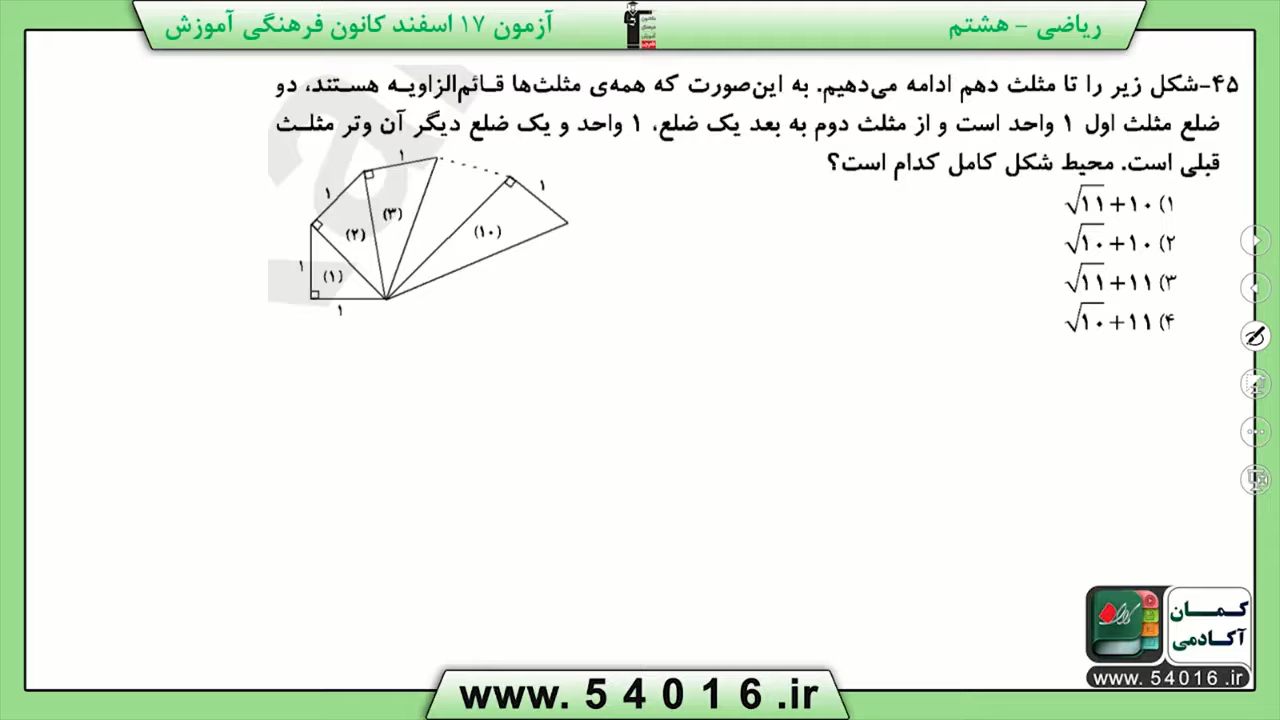 ریاضی - هشتم
آزمون ۱۷ اسفند کانون فرهنگی آموزش
۴۵-شکل زیر را تا مثلث دهم ادامه می‌دهیم. به این‌صورت که همه‌ی مثلث‌ها قائم‌الزاویه هستند، دو
ضلع مثلث اول ۱ واحد است و از مثلث دوم به بعد یک ضلع، ۱ واحد و یک ضلع دیگر آن وتر مثلث
قبلی است. محیط شکل کامل کدام است؟
۱) √۱۱+۱۰
۲) √۱۰+۱۰
۳) √۱۱+۱۱
۴) √۱۰+۱۱
۱
۱
۱
(۳)
(۲)
(۱۰)
۱
(۱)
۱
کمان
آکادمی
www. 54016 .ir
www. 5 4 0 1 6 .ir